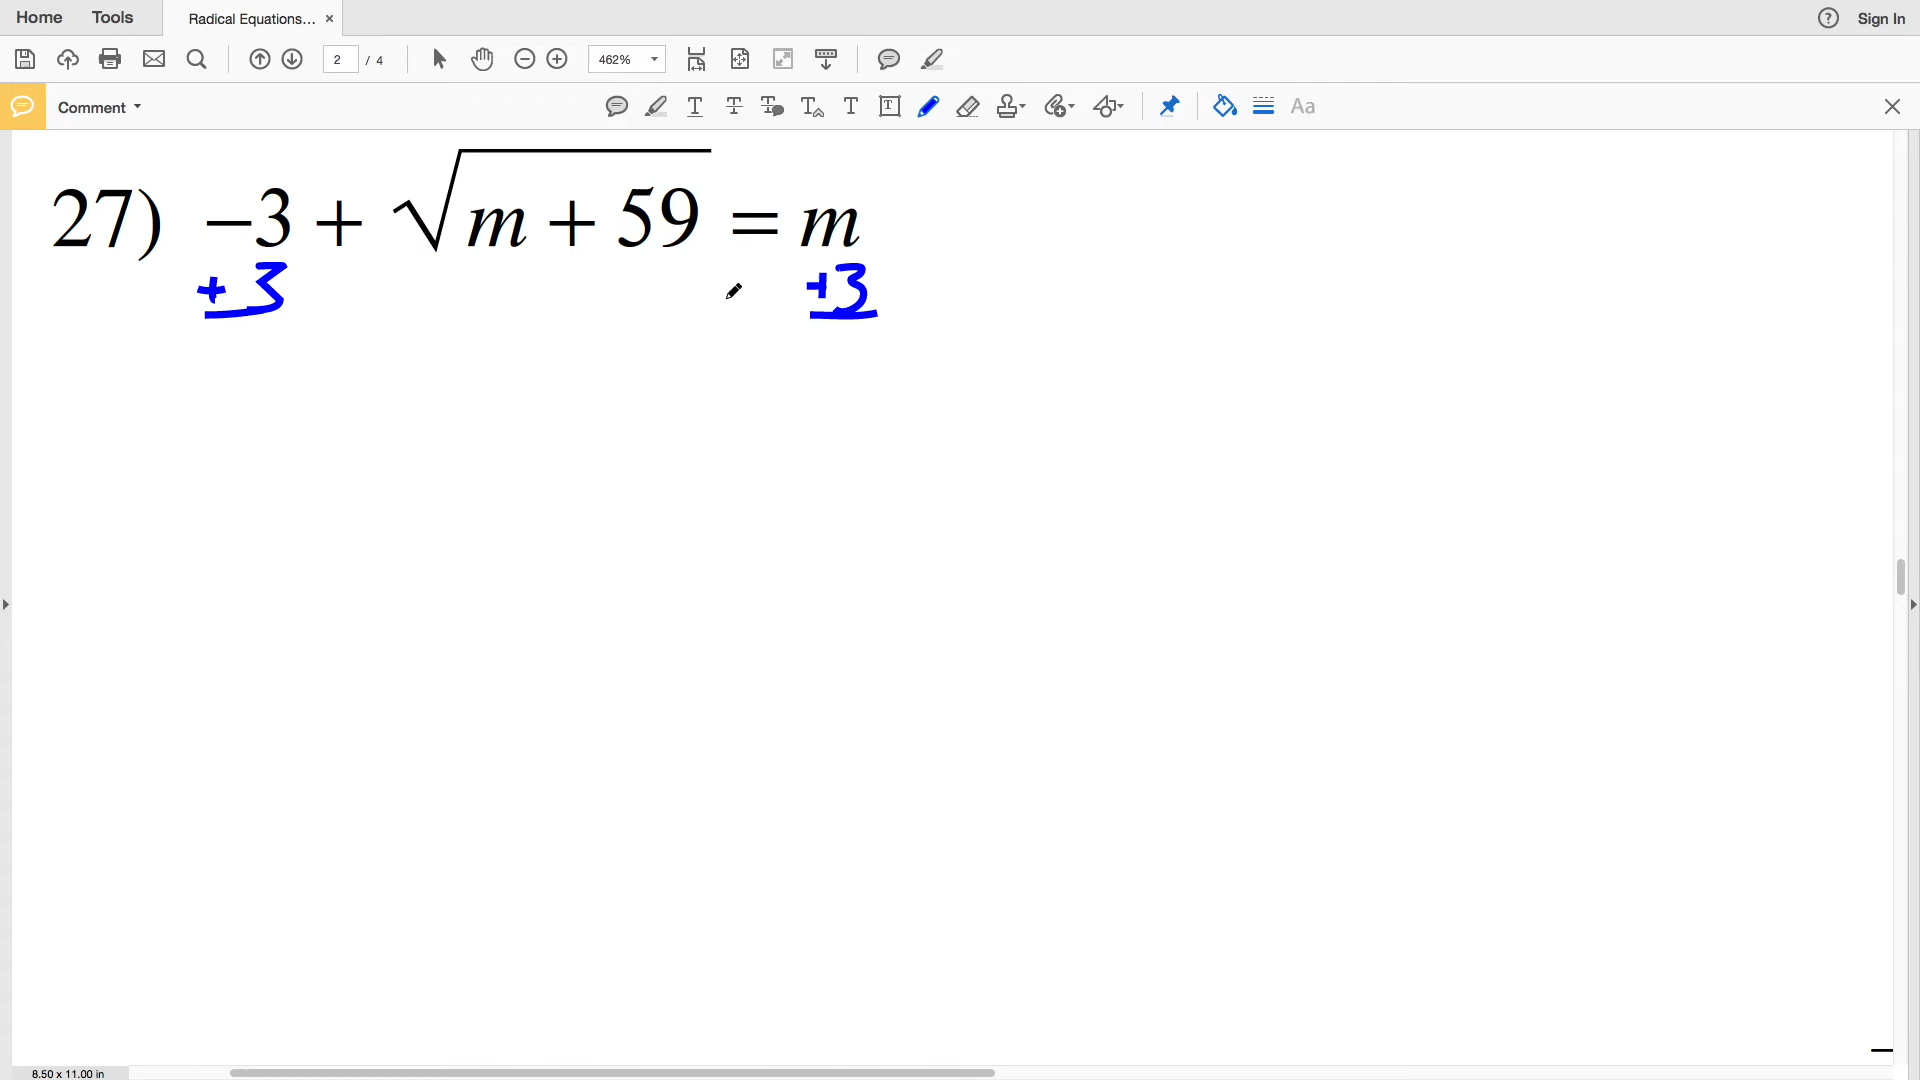 Home Tools Radical Equations... × ? Sign In
2 / 4 462%
Comment Aa
27) −3 + √(m + 59) = m
+ 3 +3
8.50 x 11.00 in